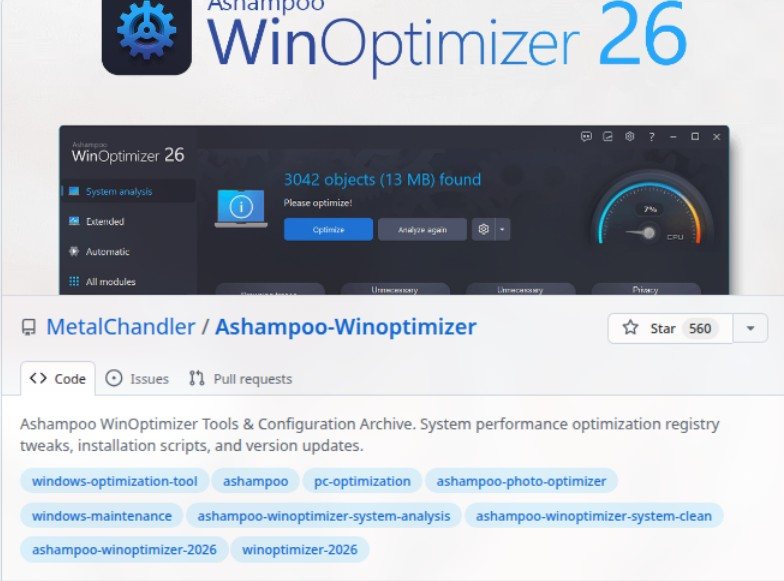 Ashampoo
WinOptimizer 26
Ashampoo
WinOptimizer 26
System analysis
Extended
Automatic
All modules
3042 objects (13 MB) found
Please optimize!
Optimize
Analyze again
7%
CPU
Unnecessary
Unnecessary
Privacy
MetalChandler / Ashampoo-Winoptimizer
Star 560
Code Issues Pull requests
Ashampoo WinOptimizer Tools & Configuration Archive. System performance optimization registry
tweaks, installation scripts, and version updates.
windows-optimization-tool ashampoo pc-optimization ashampoo-photo-optimizer
windows-maintenance ashampoo-winoptimizer-system-analysis ashampoo-winoptimizer-system-clean
ashampoo-winoptimizer-2026 winoptimizer-2026